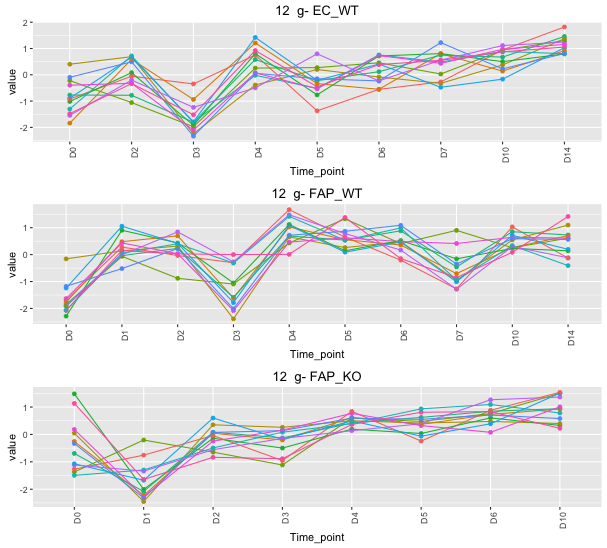 12 g- EC_WT
2
1
0
-1
-2
value
D0 D2 D3 D4 D5 D6 D7 D10 D14
Time_point
12 g- FAP_WT
1
0
-1
-2
value
D0 D1 D2 D3 D4 D5 D6 D7 D10 D14
Time_point
12 g- FAP_KO
1
0
-1
-2
value
D0 D1 D2 D3 D4 D5 D6 D10
Time_point